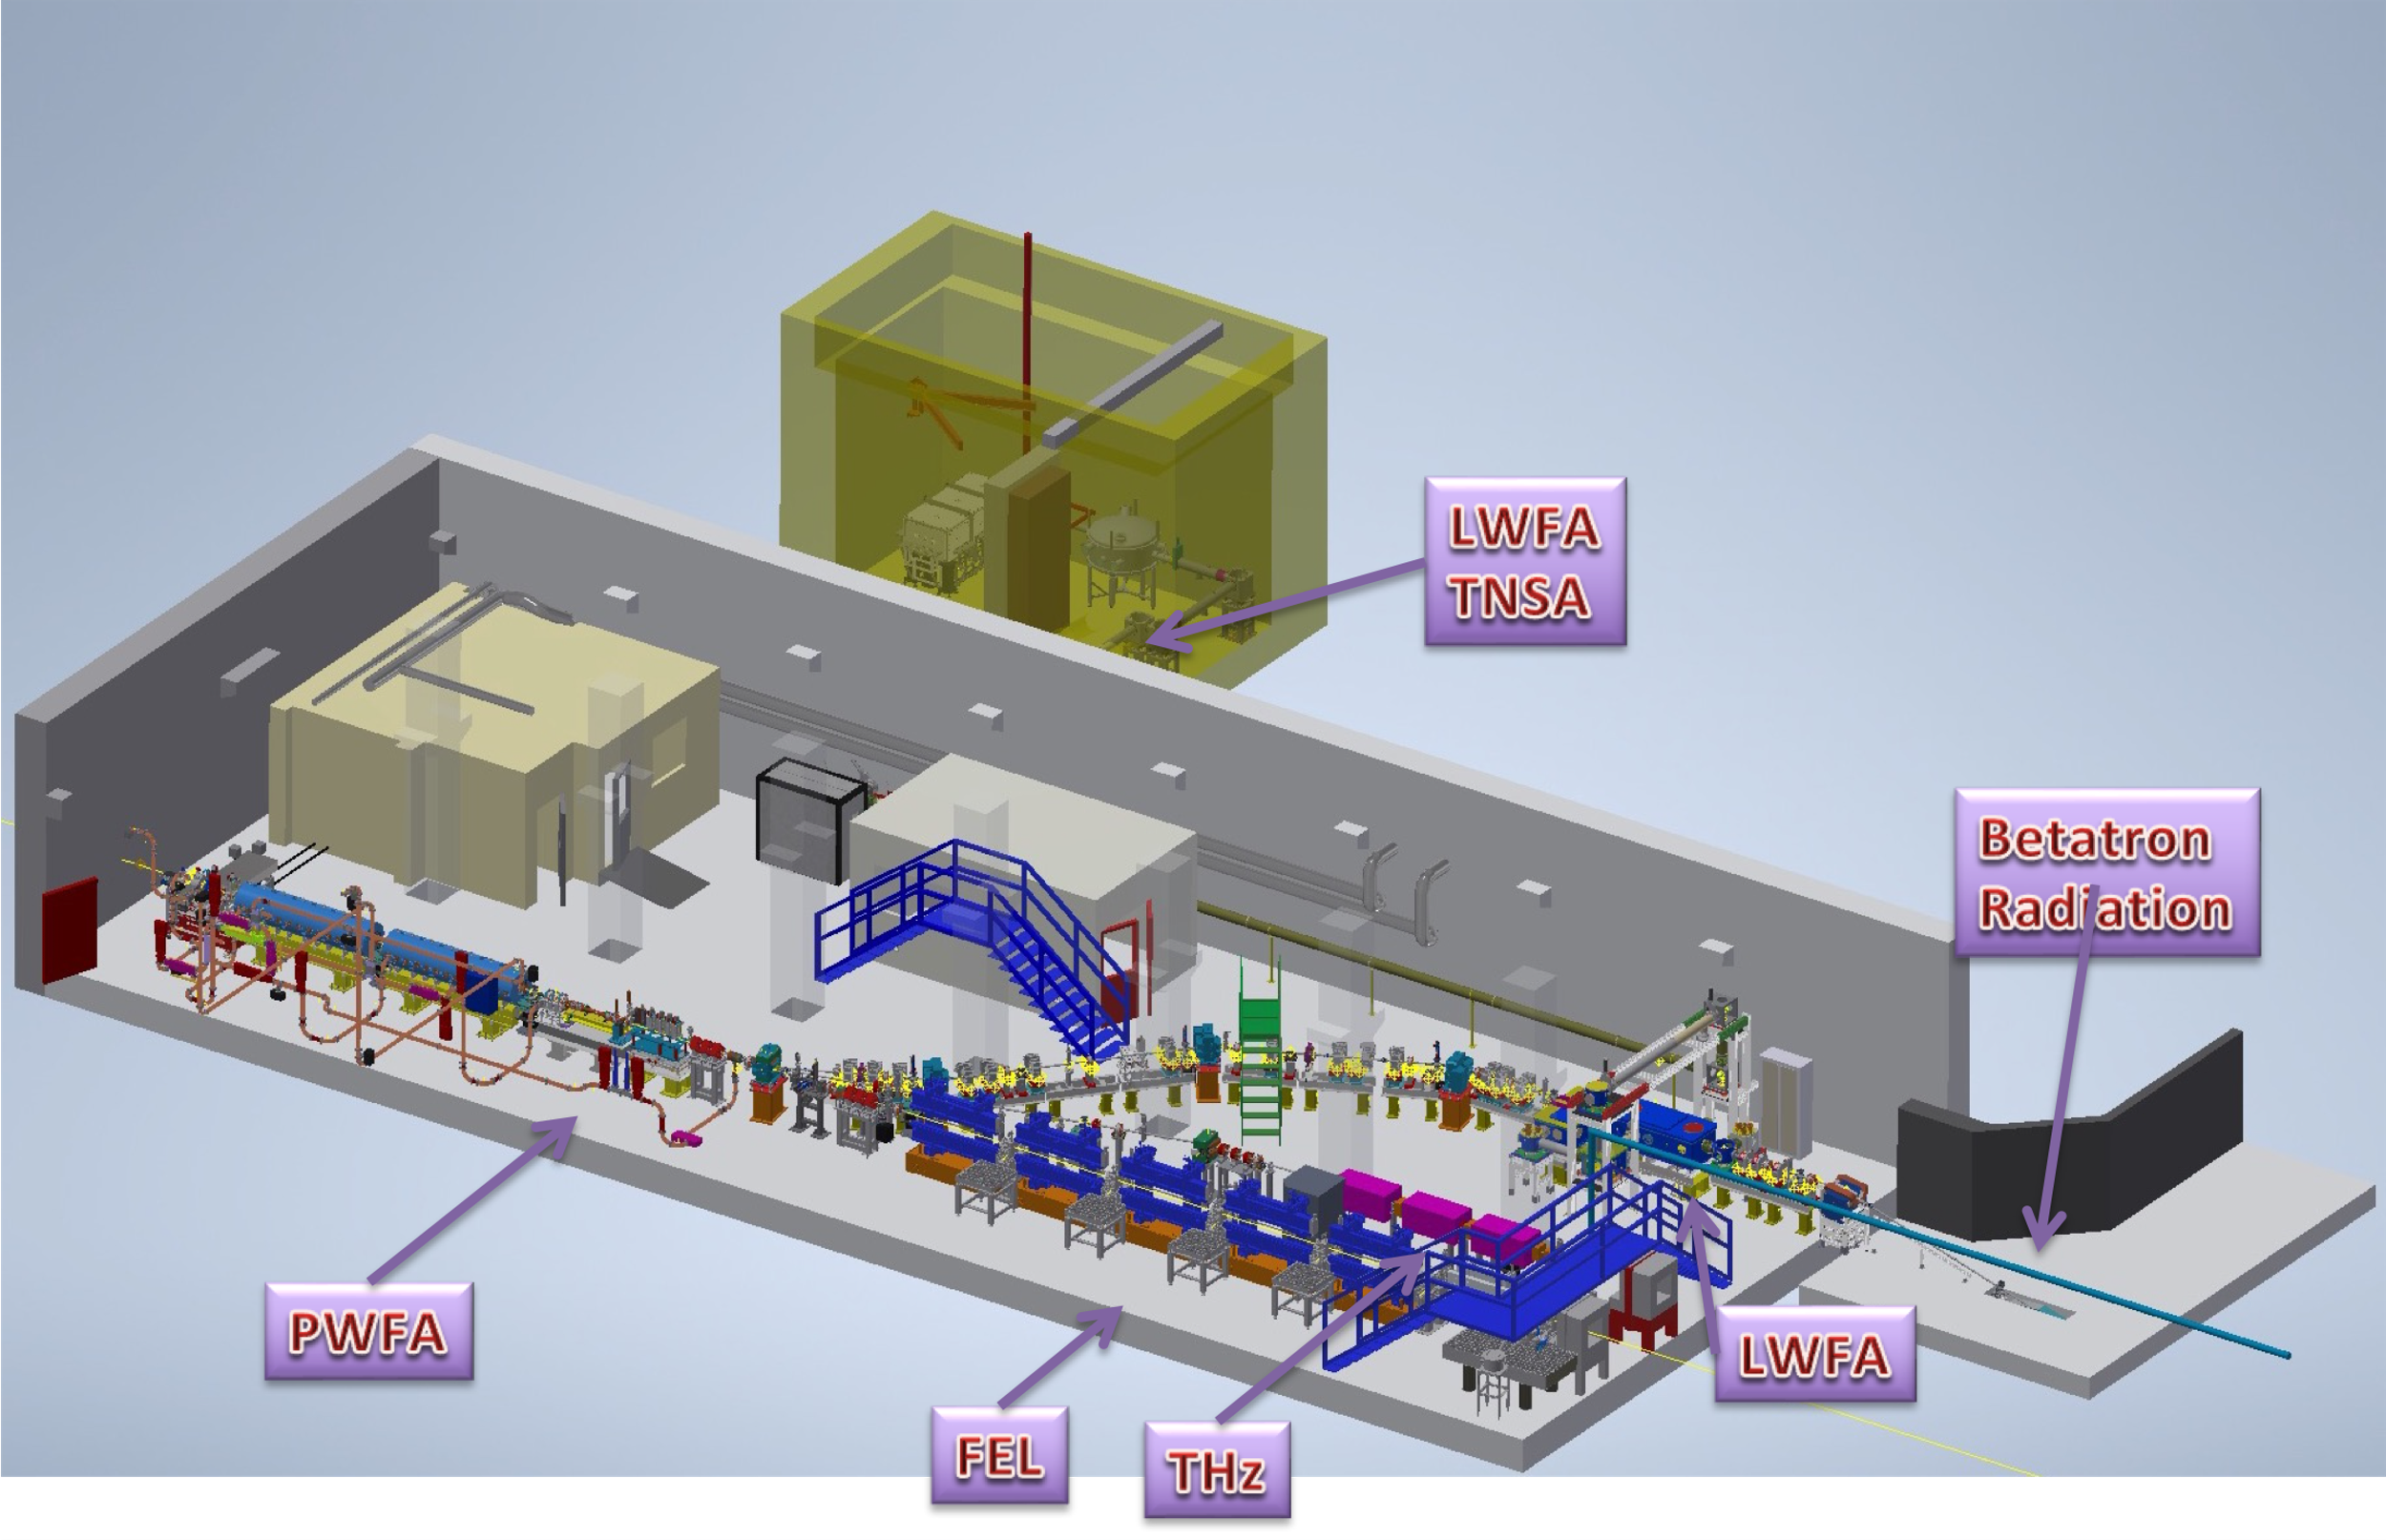 LWFA
TNSA
Betatron
Radiation
PWFA
LWFA
FEL
THz